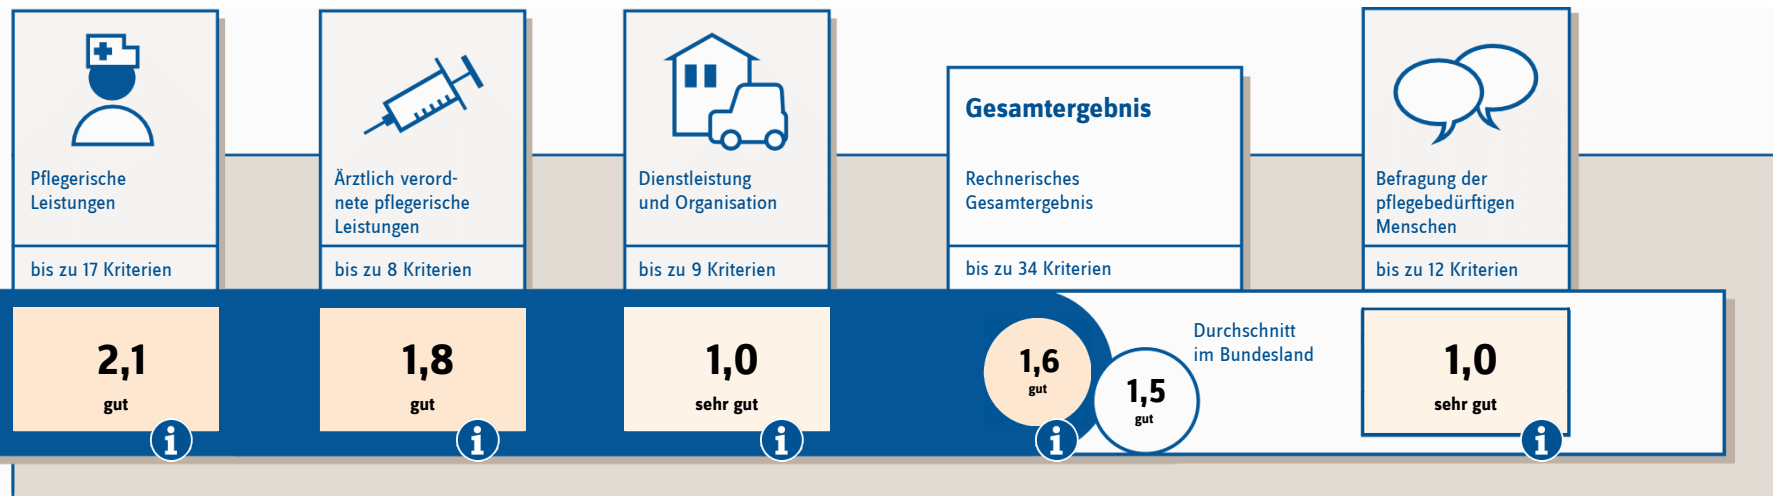 Pflegerische
Leistungen
bis zu 17 Kriterien
2,1
gut
i
Ärztlich verord-
nete pflegerische
Leistungen
bis zu 8 Kriterien
1,8
gut
i
Dienstleistung
und Organisation
bis zu 9 Kriterien
1,0
sehr gut
i
Gesamtergebnis
Rechnerisches
Gesamtergebnis
bis zu 34 Kriterien
1,6
gut
i
1,5
gut
Durchschnitt
im Bundesland
Befragung der
pflegebedürftigen
Menschen
bis zu 12 Kriterien
1,0
sehr gut
i